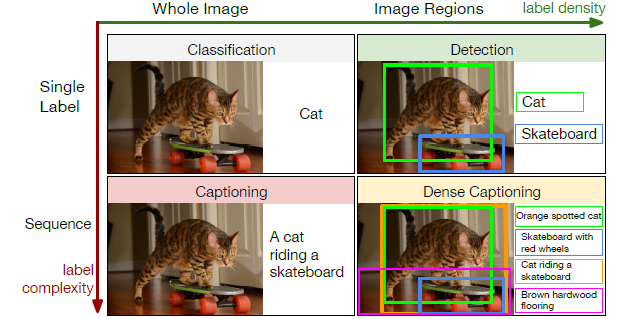 Whole Image
Image Regions
label density
Single
Label
Classification
Cat
Detection
Cat
Skateboard
Sequence
label
complexity
Captioning
A cat
riding a
skateboard
Dense Captioning
Orange spotted cat
Skateboard with
red wheels
Cat riding a
skateboard
Brown hardwood
flooring